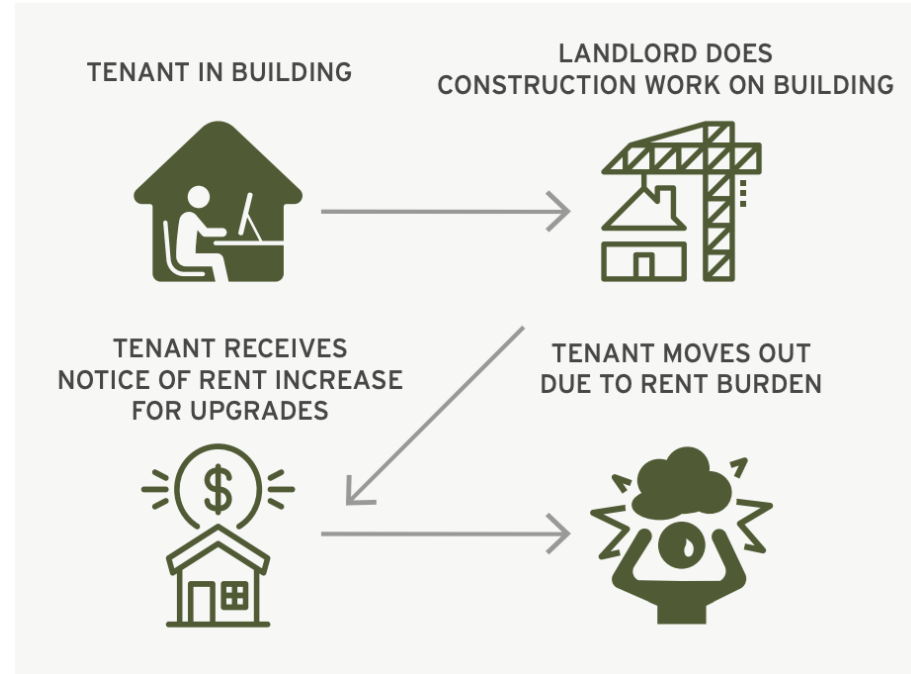 TENANT IN BUILDING
LANDLORD DOES
CONSTRUCTION WORK ON BUILDING
TENANT RECEIVES
NOTICE OF RENT INCREASE
FOR UPGRADES
$
TENANT MOVES OUT
DUE TO RENT BURDEN